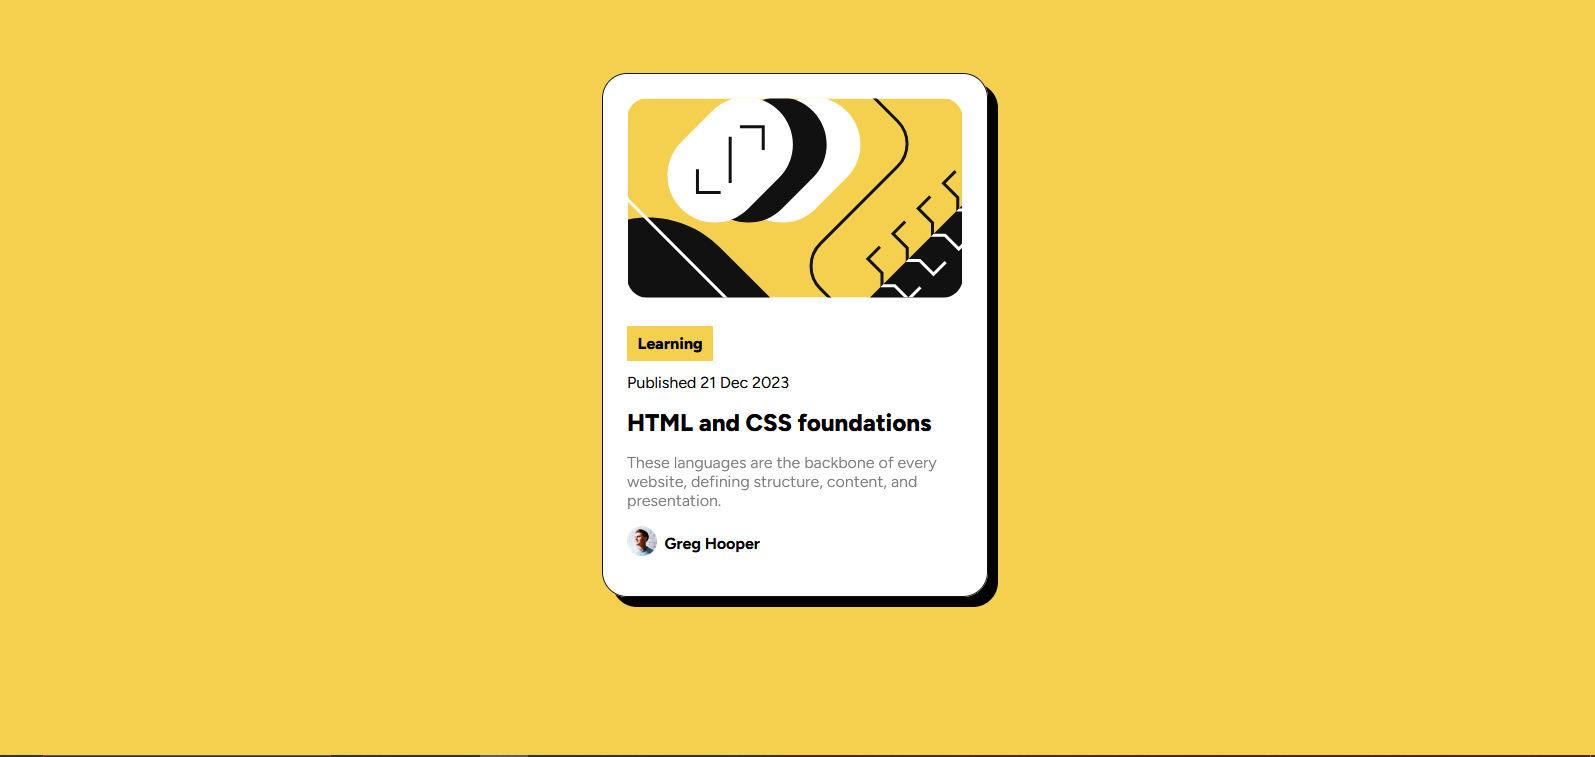 Learning
Published 21 Dec 2023
HTML and CSS foundations
These languages are the backbone of every
website, defining structure, content, and
presentation.
Greg Hooper